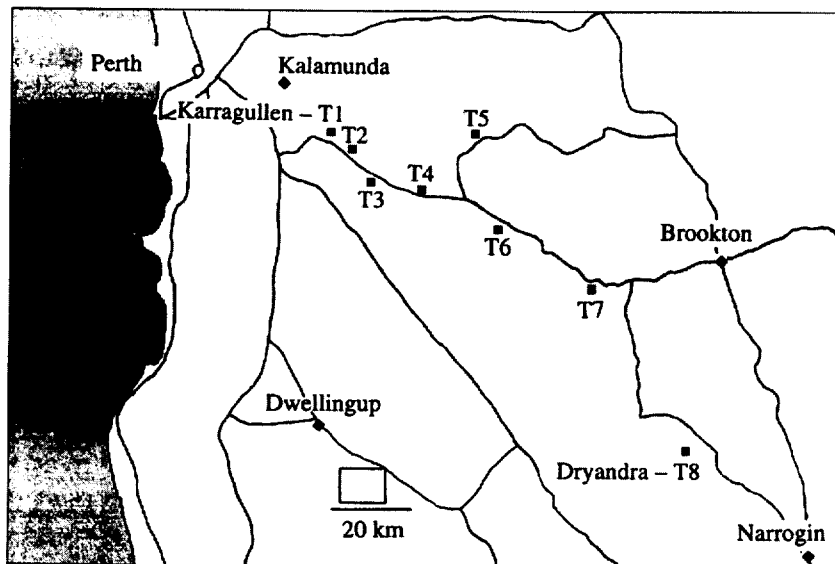 Perth
Kalamunda
Karragullen – T1
T2
T5
T3
T4
T6
Brookton
T7
Dwellingup
Dryandra – T8
20 km
Narrogin